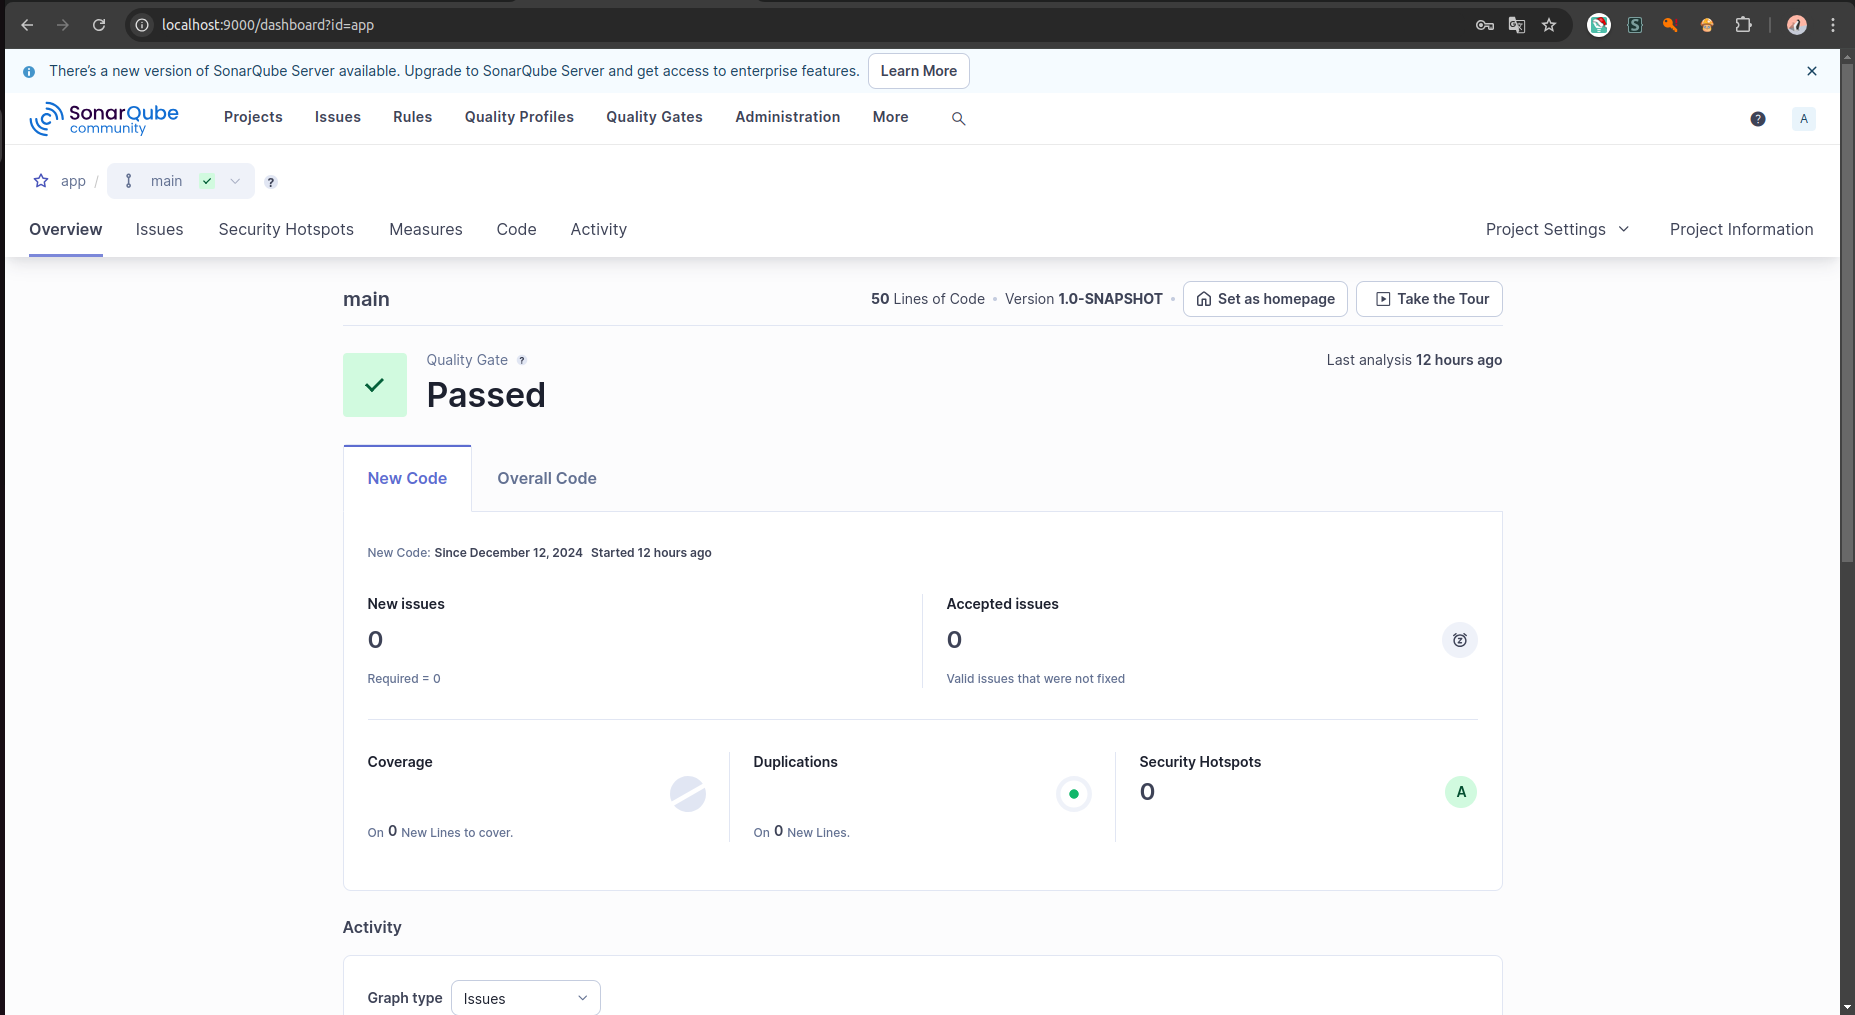 localhost:9000/dashboard?id=app
There's a new version of SonarQube Server available. Upgrade to SonarQube Server and get access to enterprise features. Learn More
SonarQube community Projects Issues Rules Quality Profiles Quality Gates Administration More ? A
app / main ?
Overview Issues Security Hotspots Measures Code Activity Project Settings Project Information
main 50 Lines of Code • Version 1.0-SNAPSHOT • Set as homepage Take the Tour
Quality Gate ? Last analysis 12 hours ago
Passed
New Code Overall Code
New Code: Since December 12, 2024 Started 12 hours ago
New issues Accepted issues
0 0
Required = 0 Valid issues that were not fixed
Coverage Duplications Security Hotspots
0 A
On 0 New Lines to cover. On 0 New Lines.
Activity
Graph type Issues